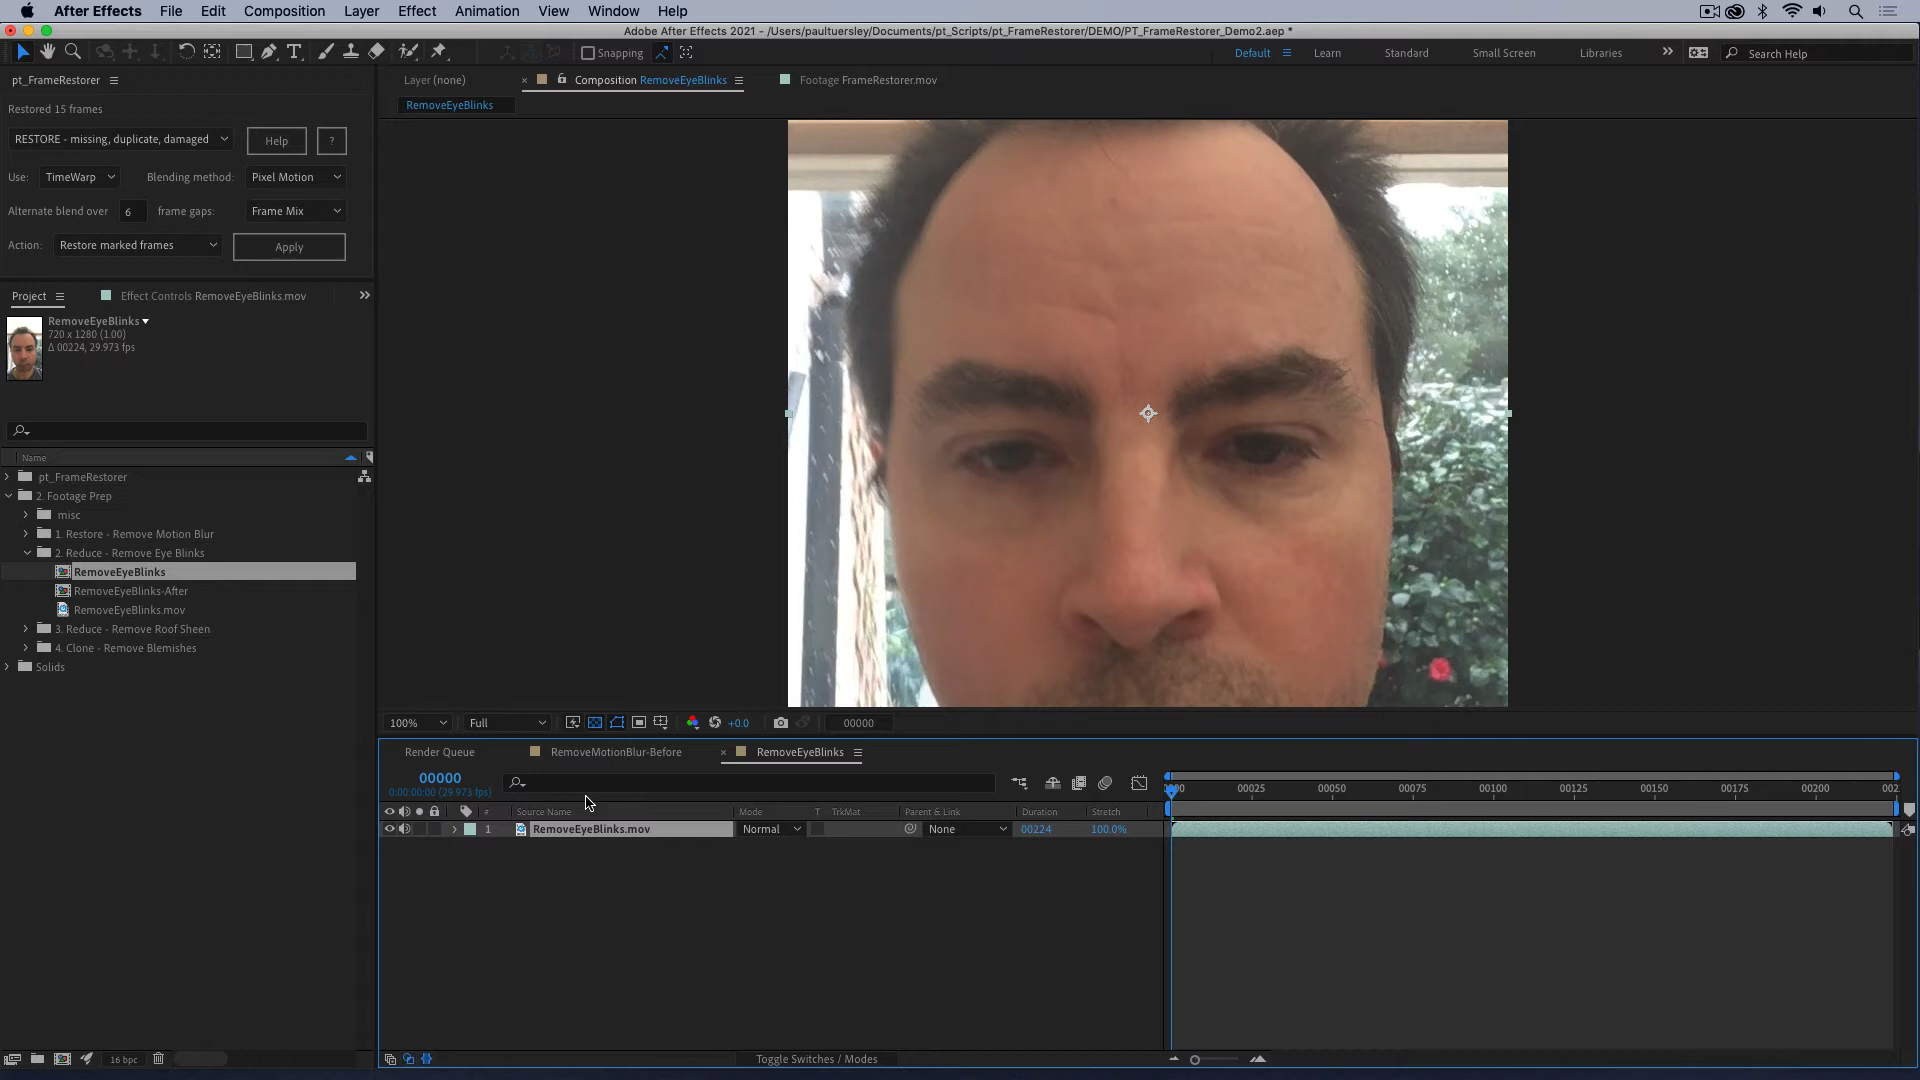 After Effects File Edit Composition Layer Effect Animation View Window Help
Adobe After Effects 2021 - /Users/paultuersley/Documents/pt_Scripts/pt_FrameRestorer/DEMO/PT_FrameRestorer_Demo2.aep *
Snapping
Default Learn Standard Small Screen Libraries Search Help
pt_FrameRestorer
Layer (none)
Composition RemoveEyeBlinks
Footage FrameRestorer.mov
RemoveEyeBlinks
Restored 15 frames
RESTORE - missing, duplicate, damaged
Help
?
Use: TimeWarp Blending method: Pixel Motion
Alternate blend over 6 frame gaps: Frame Mix
Action: Restore marked frames Apply
Project
Effect Controls RemoveEyeBlinks.mov
RemoveEyeBlinks
720 x 1280 (1.00)
Δ 00224, 29.973 fps
Name
pt_FrameRestorer
2. Footage Prep
misc
1. Restore - Remove Motion Blur
2. Reduce - Remove Eye Blinks
RemoveEyeBlinks
RemoveEyeBlinks-After
RemoveEyeBlinks.mov
3. Reduce - Remove Roof Sheen
4. Clone - Remove Blemishes
Solids
16 bpc
100% Full +0.0 00000
Render Queue RemoveMotionBlur-Before RemoveEyeBlinks
00000
0:00:00:00 (29.973 fps)
00025 00050 00075 00100 00125 00150 00175 00200
# Source Name Mode T TrkMat Parent & Link Duration Stretch
1 RemoveEyeBlinks.mov Normal None 00224 100.0%
Toggle Switches / Modes